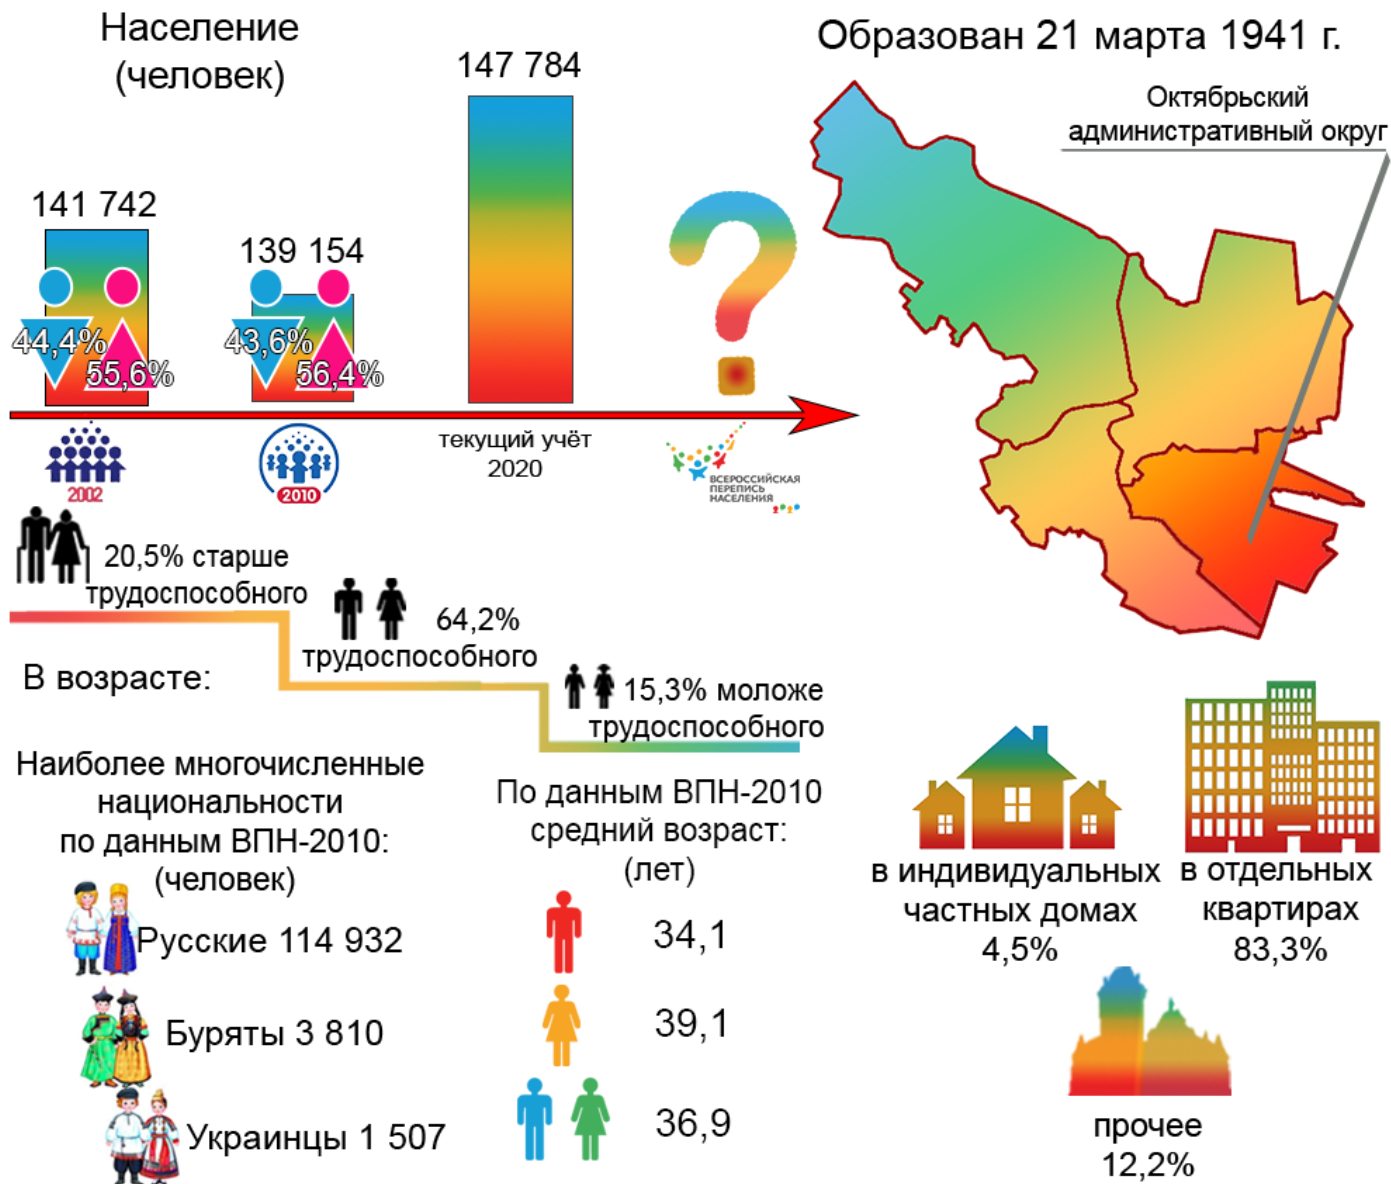 Население
(человек)
147 784
141 742
139 154
44,4%
55,6%
43,6%
56,4%
2002
2010
текущий учёт
2020
ВСЕРОССИЙСКАЯ
ПЕРЕПИСЬ
НАСЕЛЕНИЯ
2020
Образован 21 марта 1941 г.
Октябрьский
административный округ
20,5% старше
трудоспособного
64,2%
трудоспособного
В возрасте:
15,3% моложе
трудоспособного
Наиболее многочисленные
национальности
по данным ВПН-2010:
(человек)
Русские 114 932
Буряты 3 810
Украинцы 1 507
По данным ВПН-2010
средний возраст:
(лет)
34,1
39,1
36,9
в индивидуальных
частных домах
4,5%
в отдельных
квартирах
83,3%
прочее
12,2%